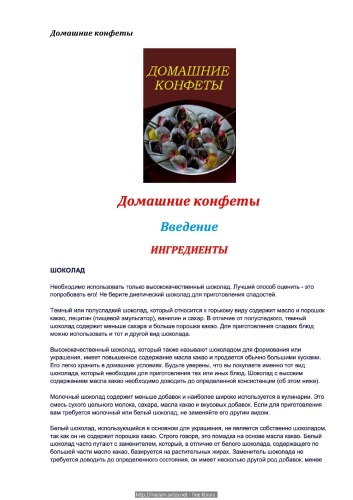 Домашние конфеты
ДОМАШНИЕ
КОНФЕТЫ
Домашние конфеты
Введение
ИНГРЕДИЕНТЫ
ШОКОЛАД
Необходимо использовать только высококачественный шоколад. Лучший способ оценить - это
попробовать его! Не берите диетический шоколад для приготовления сладостей.
Темный или полусладкий шоколад, который относится к горькому виду содержит масло и порошок
какао, лецитин (пищевой эмульгатор), ванилин и сахар. В отличие от полусладкого, темный
шоколад содержит меньше сахара и больше порошка какао. Для приготовления сладких блюд
можно использовать и тот и другой вид шоколада.
Высококачественный шоколад, который также называют шоколадом для формования или
украшения, имеет повышенное содержание масла какао и продается обычно большими кусками.
Его легко хранить в домашних условиях. Будьте уверены, что вы покупаете именно тот вид
шоколада, который необходим для приготовления тех или иных блюд. Шоколад с высоким
содержанием масла какао необходимо доводить до определенной консистенции (об этом ниже).
Молочный шоколад содержит меньше добавок и наиболее широко используется в кулинарии. Это
смесь сухого цельного молока, сахара, масла какао и вкусовых добавок. Если для приготовления
вам требуется молочный или белый шоколад, не заменяйте его другим видом.
Белый шоколад, использующийся в основном для украшения, не является собственно шоколадом,
так как он не содержит порошка какао. Строго говоря, это помадка на основе масла какао. Белый
шоколад часто путают с заменителем, который, в отличие от белого шоколада, содержащего по
большей части масло какао, базируется на растительных жирах. Заменитель шоколада не
требуется доводить до определенного состояния, он имеет несколько другой род добавок, менее